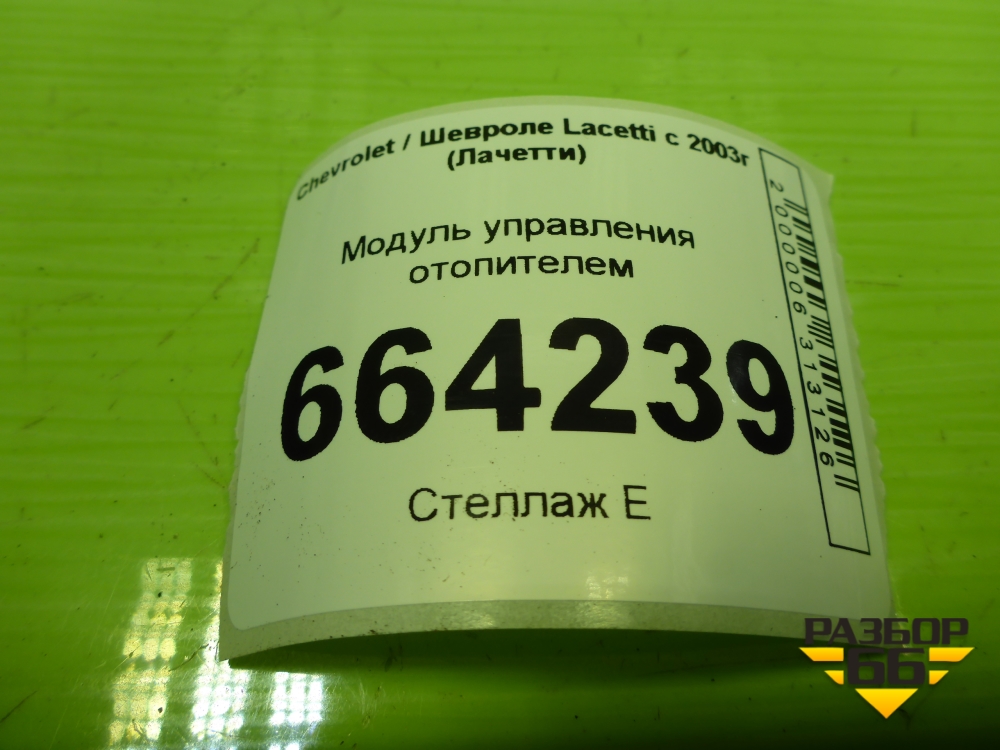 Chevrolet / Шевроле Lacetti с 2003г
(Лачетти)
Модуль управления
отопителем
664239
Стеллаж Е
2000006313126
РАЗБОР
66